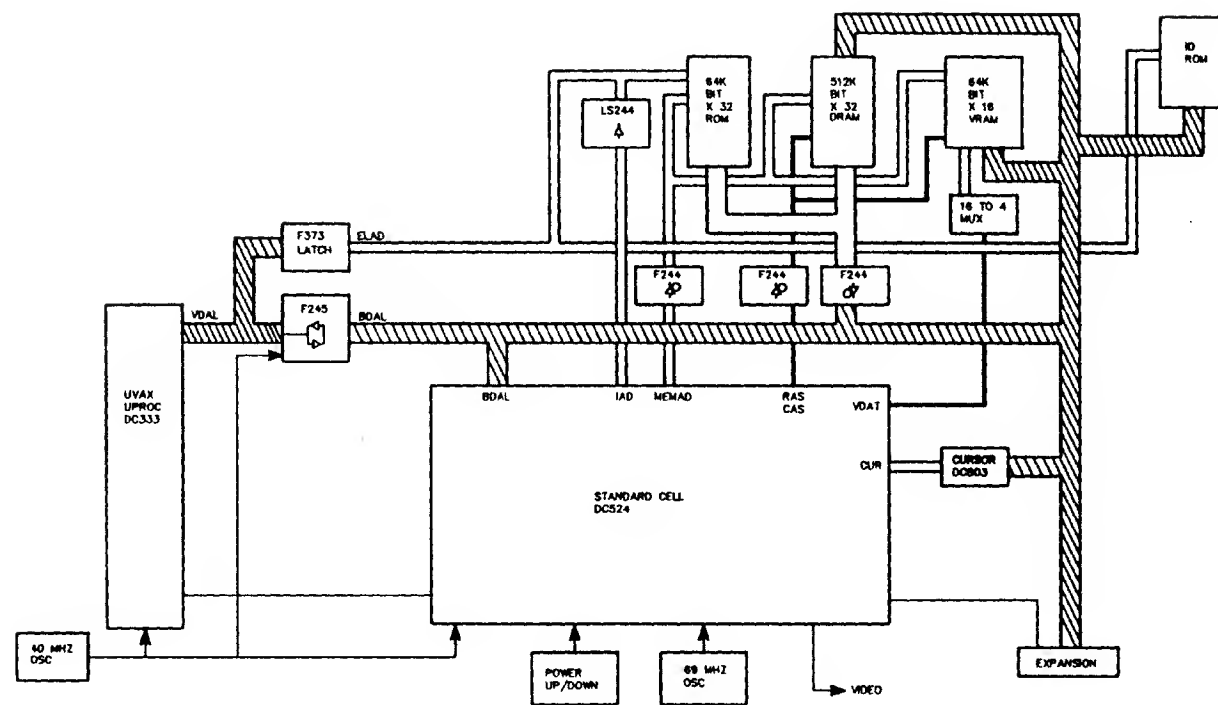 64K
BIT
X 32
ROM
512K
BIT
X 32
DRAM
64K
BIT
X 16
VRAM
ID
ROM
LS244
16 TO 4
MUX
F373
LATCH
ELAD
F244
F244
F244
VDAL
F245
BDAL
UVAX
UPROC
DC333
BDAL
IAD
MEMAD
RAS
CAS
VDAT
CUR
CURSOR
DC503
STANDARD CELL
DC524
40 MHZ
OSC
POWER
UP/DOWN
69 MHZ
OSC
VIDEO
EXPANSION